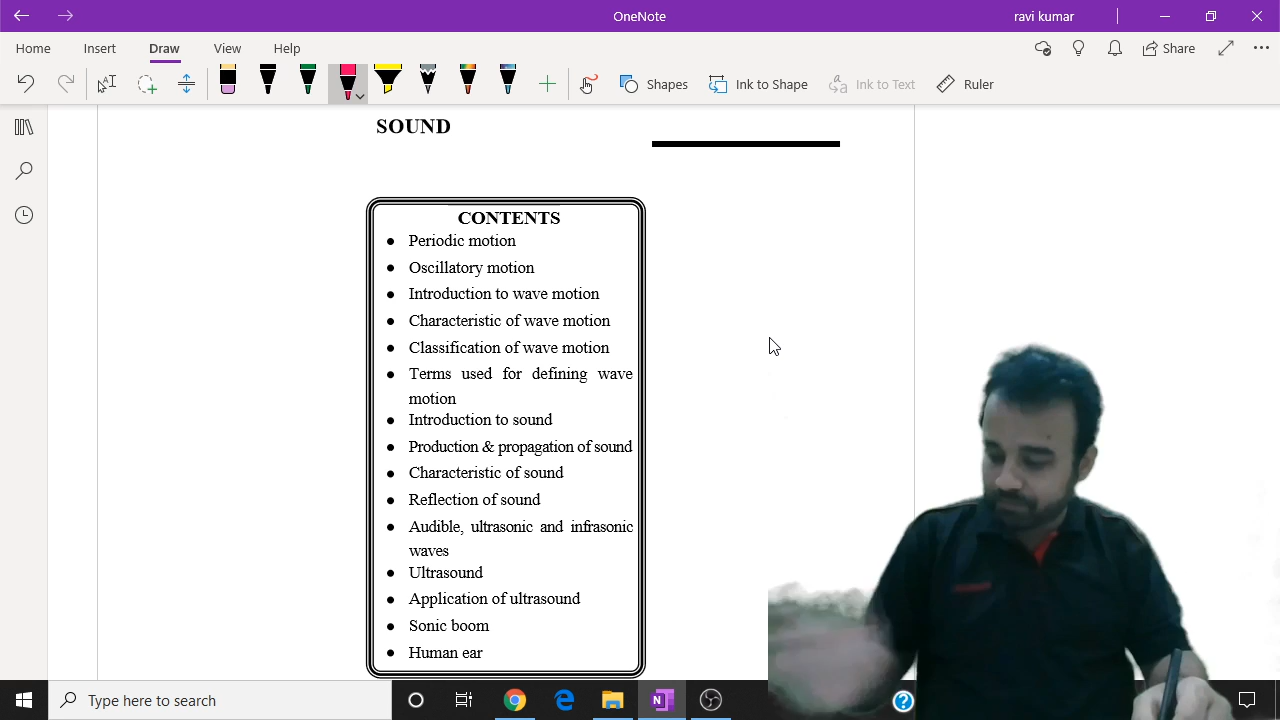 OneNote
ravi kumar
Home Insert Draw View Help
Share
Shapes Ink to Shape Ink to Text Ruler
SOUND
CONTENTS
● Periodic motion
● Oscillatory motion
● Introduction to wave motion
● Characteristic of wave motion
● Classification of wave motion
● Terms used for defining wave
motion
● Introduction to sound
● Production & propagation of sound
● Characteristic of sound
● Reflection of sound
● Audible, ultrasonic and infrasonic
waves
● Ultrasound
● Application of ultrasound
● Sonic boom
● Human ear
Type here to search